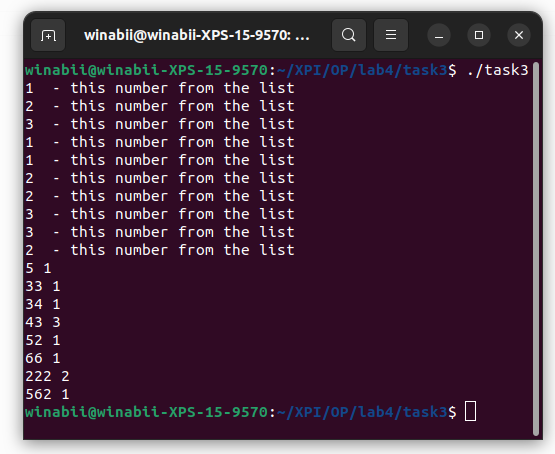 winabii@winabii-XPS-15-9570: ...
winabii@winabii-XPS-15-9570:~/XPI/OP/lab4/task3$ ./task3
1  - this number from the list
2  - this number from the list
3  - this number from the list
1  - this number from the list
1  - this number from the list
2  - this number from the list
2  - this number from the list
3  - this number from the list
3  - this number from the list
2  - this number from the list
5 1
33 1
34 1
43 3
52 1
66 1
222 2
562 1
winabii@winabii-XPS-15-9570:~/XPI/OP/lab4/task3$